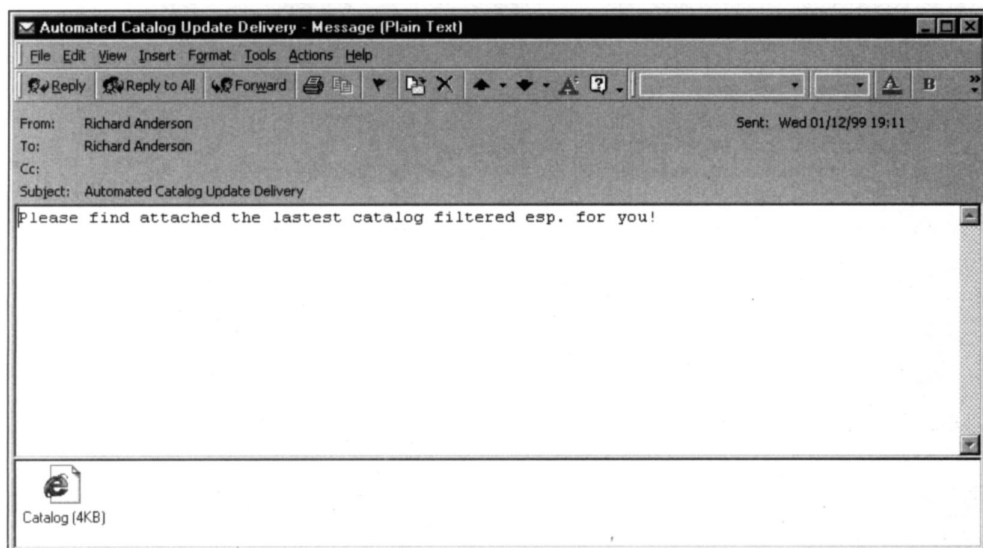 Automated Catalog Update Delivery - Message (Plain Text)
File Edit View Insert Format Tools Actions Help
Reply Reply to All Forward A ? A B »
From: Richard Anderson Sent: Wed 01/12/99 19:11
To: Richard Anderson
Cc:
Subject: Automated Catalog Update Delivery
Please find attached the lastest catalog filtered esp. for you!
Catalog (4KB)